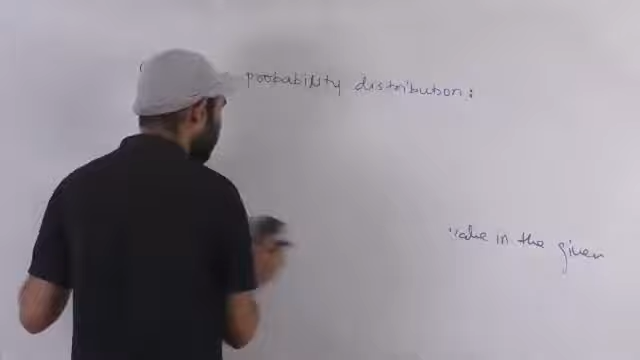 probability distribution:
value in the given